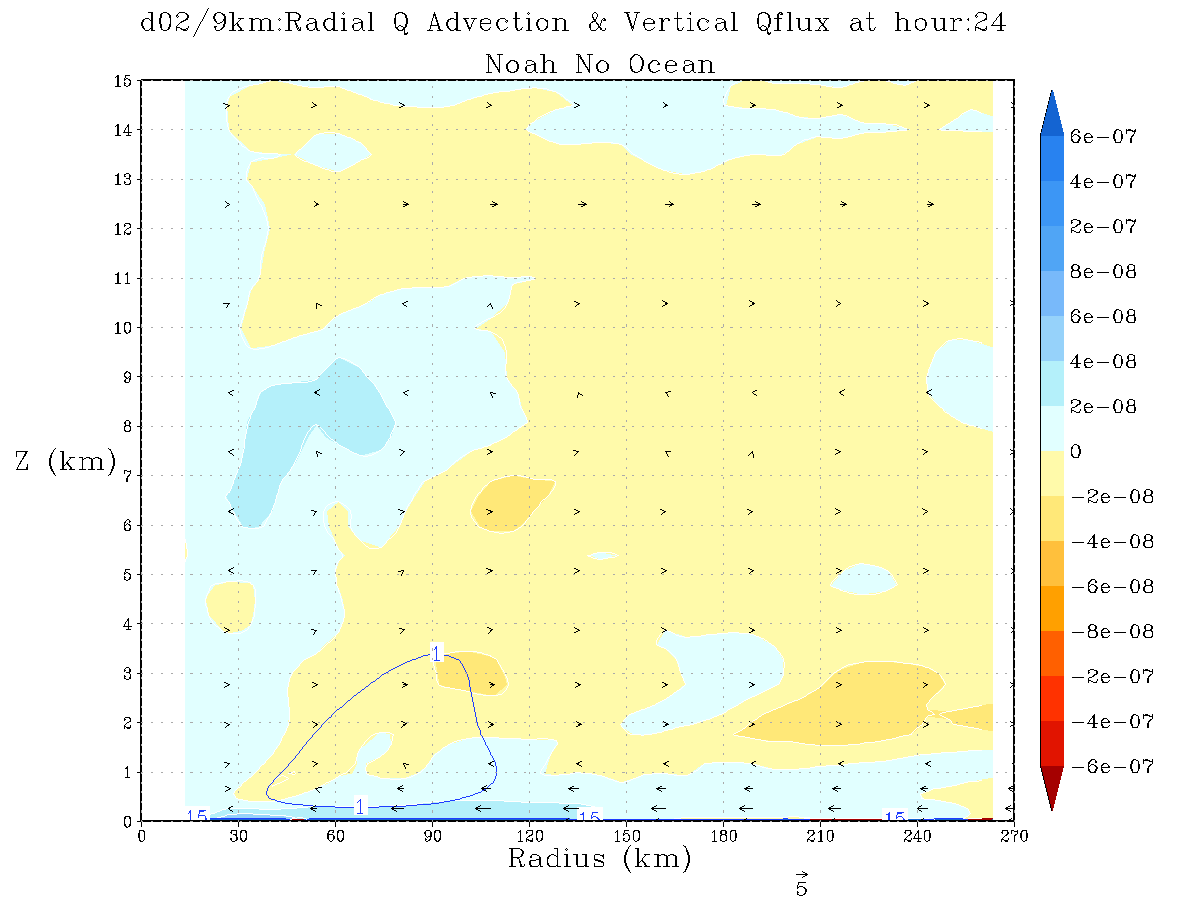 d02/9km:Radial Q Advection & Vertical Qflux at hour:24
Noah No Ocean
15
14
13
12
11
10
9
8
7
6
5
4
3
2
1
0
Z (km)
1
1
15
15
15
0 30 60 90 120 150 180 210 240 270
Radius (km)
5
6e-07
4e-07
2e-07
8e-08
6e-08
4e-08
2e-08
0
-2e-08
-4e-08
-6e-08
-8e-08
-2e-07
-4e-07
-6e-07